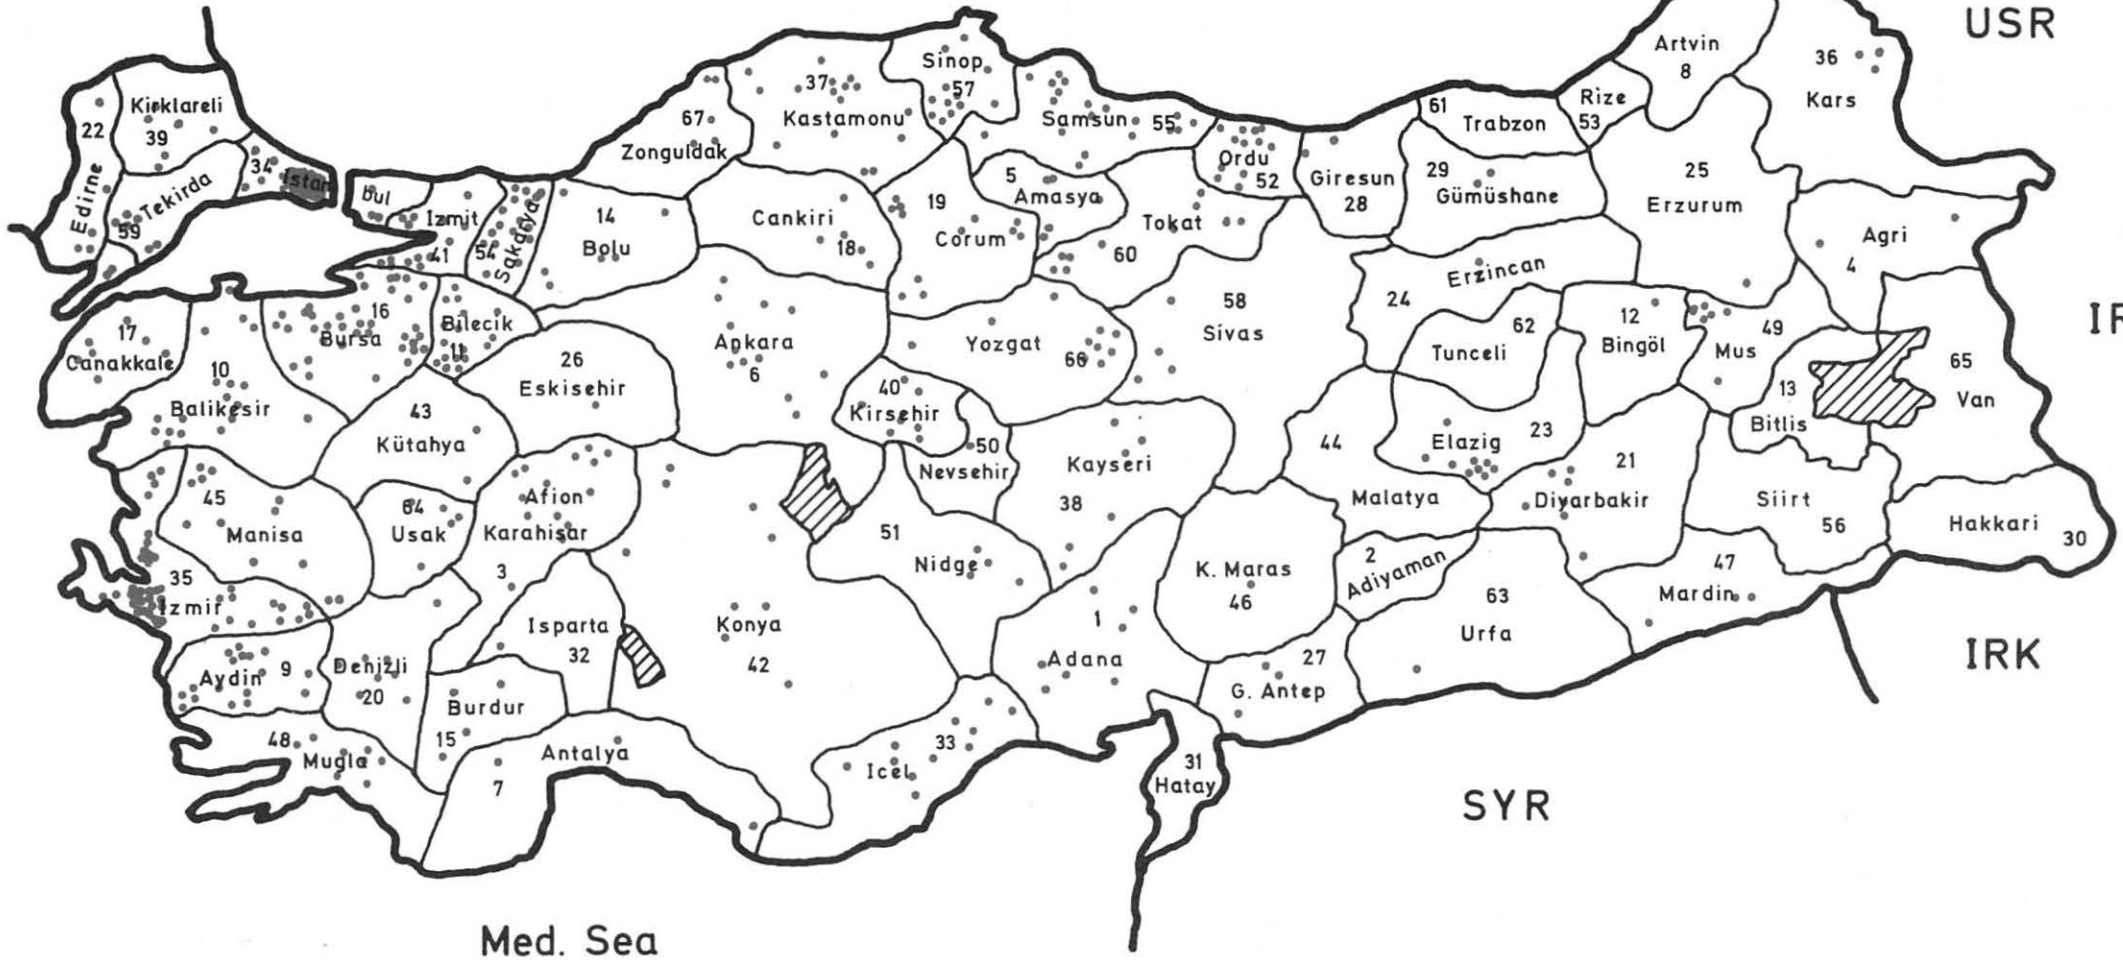 USR
Artvin
8
36
Kars
Sinop
57
37
Kastamonu
67
Zonguldak
Samsun 55
61
Trabzon
Rize
53
Kirklareli
39
22
Edirne
34
Istan
bul
Tekirda
59
Izmit
41
54
Sakarya
14
Bolu
Cankiri
18
19
Corum
5
Amasya
Tokat
60
Ordu
52
Giresun
28
29
Gümüshane
25
Erzurum
Agri
4
17
Canakkale
16
Bursa
Bilecik
11
Ankara
6
Yozgat
66
58
Sivas
24
Erzincan
62
Tunceli
12
Bingöl
49
Mus
65
Van
13
Bitlis
10
Balikesir
26
Eskisehir
43
Kütahya
40
Kirsehir
50
Nevsehir
Kayseri
38
44
Malatya
Elazig
23
21
Diyarbakir
Siirt
56
Hakkari
30
45
Manisa
64
Usak
Afion
Karahisar
3
51
Nidge
35
Izmir
Isparta
32
Konya
42
1
Adana
K. Maras
46
2
Adiyaman
63
Urfa
47
Mardin
Aydin 9
Denizli
20
Burdur
15
27
G. Antep
IRK
48
Mugla
7
Antalya
33
Icel
31
Hatay
SYR
Med. Sea